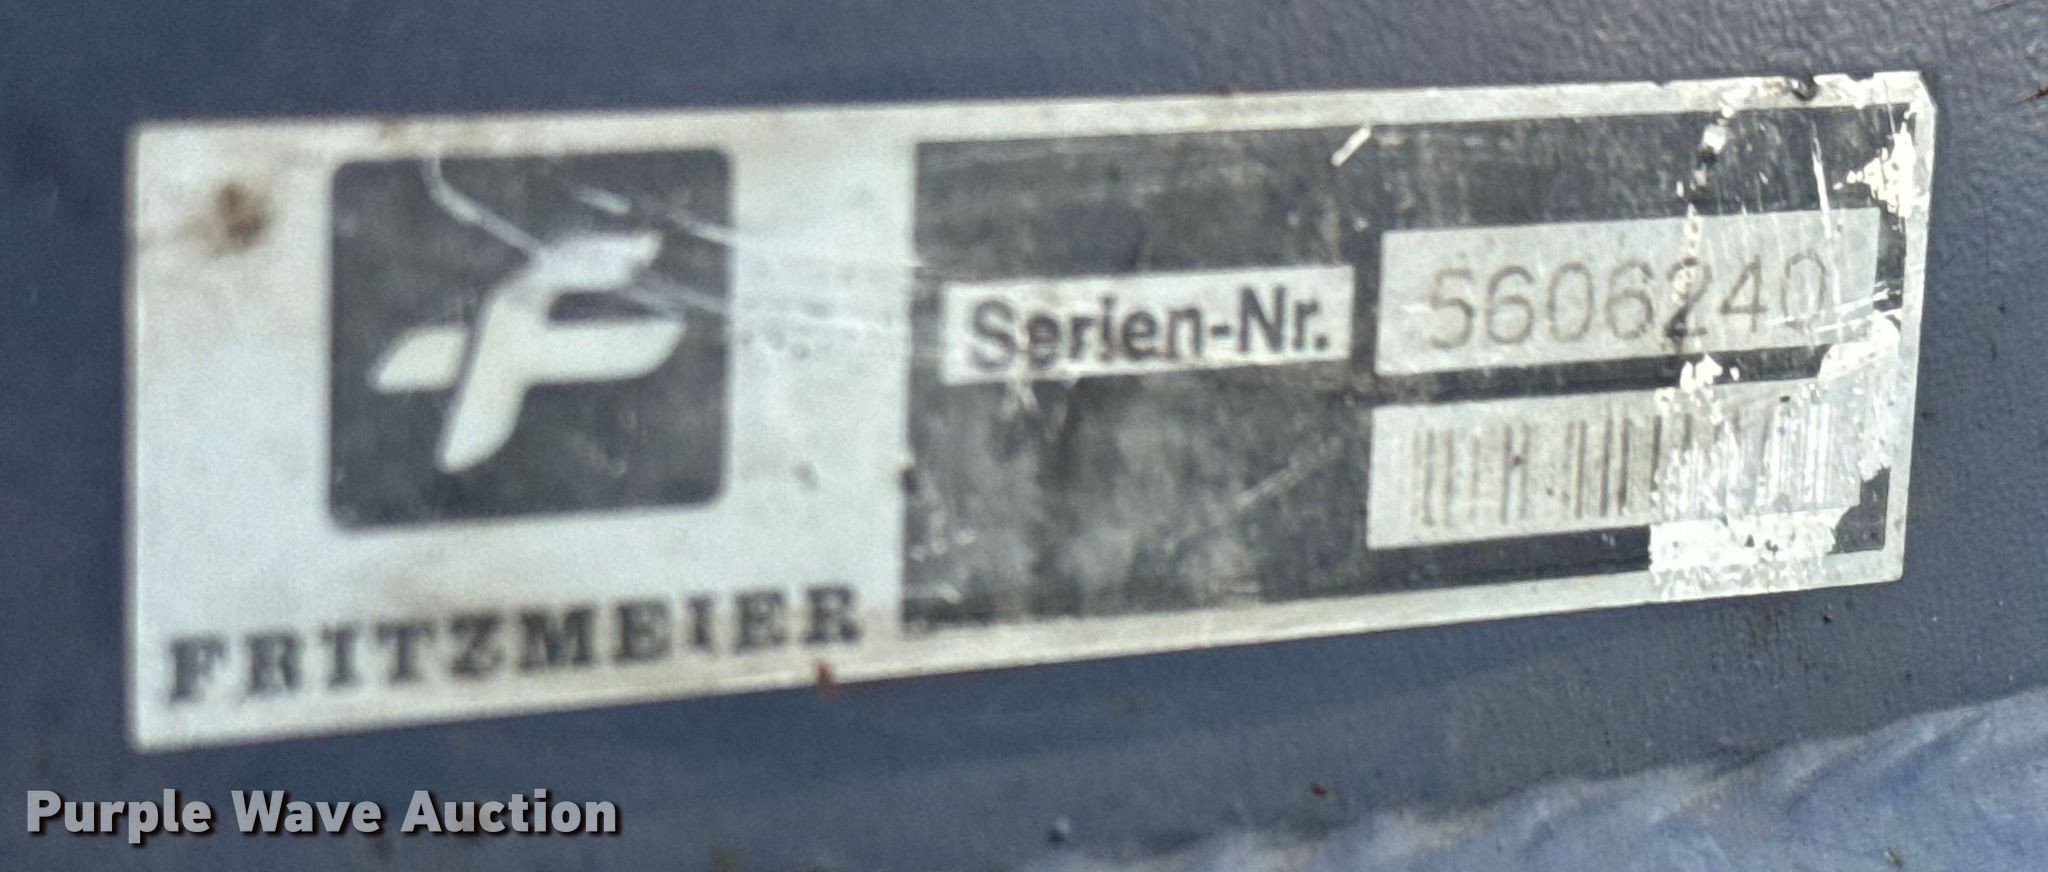 FRITZMEIER
Serien-Nr. 5606240
Purple Wave Auction